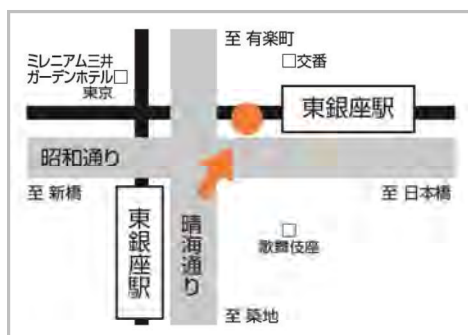 至 有楽町
ミレニアム三井
ガーデンホテル
東京
交番
東銀座駅
昭和通り
至 新橋
至 日本橋
東銀座駅
晴海通り
歌舞伎座
至 築地